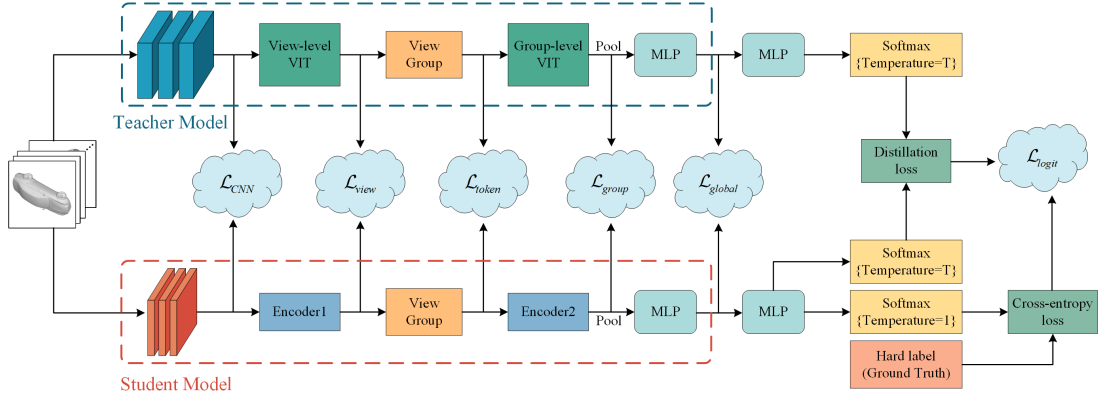 View-level
VIT
View
Group
Group-level
VIT
Pool
MLP
MLP
Softmax
{Temperature=T}
Teacher Model
ℒCNN
ℒview
ℒtoken
ℒgroup
ℒglobal
Distillation
loss
ℒlogit
Softmax
{Temperature=T}
Encoder1
View
Group
Encoder2
Pool
MLP
MLP
Softmax
{Temperature=1}
Cross-entropy
loss
Hard label
(Ground Truth)
Student Model